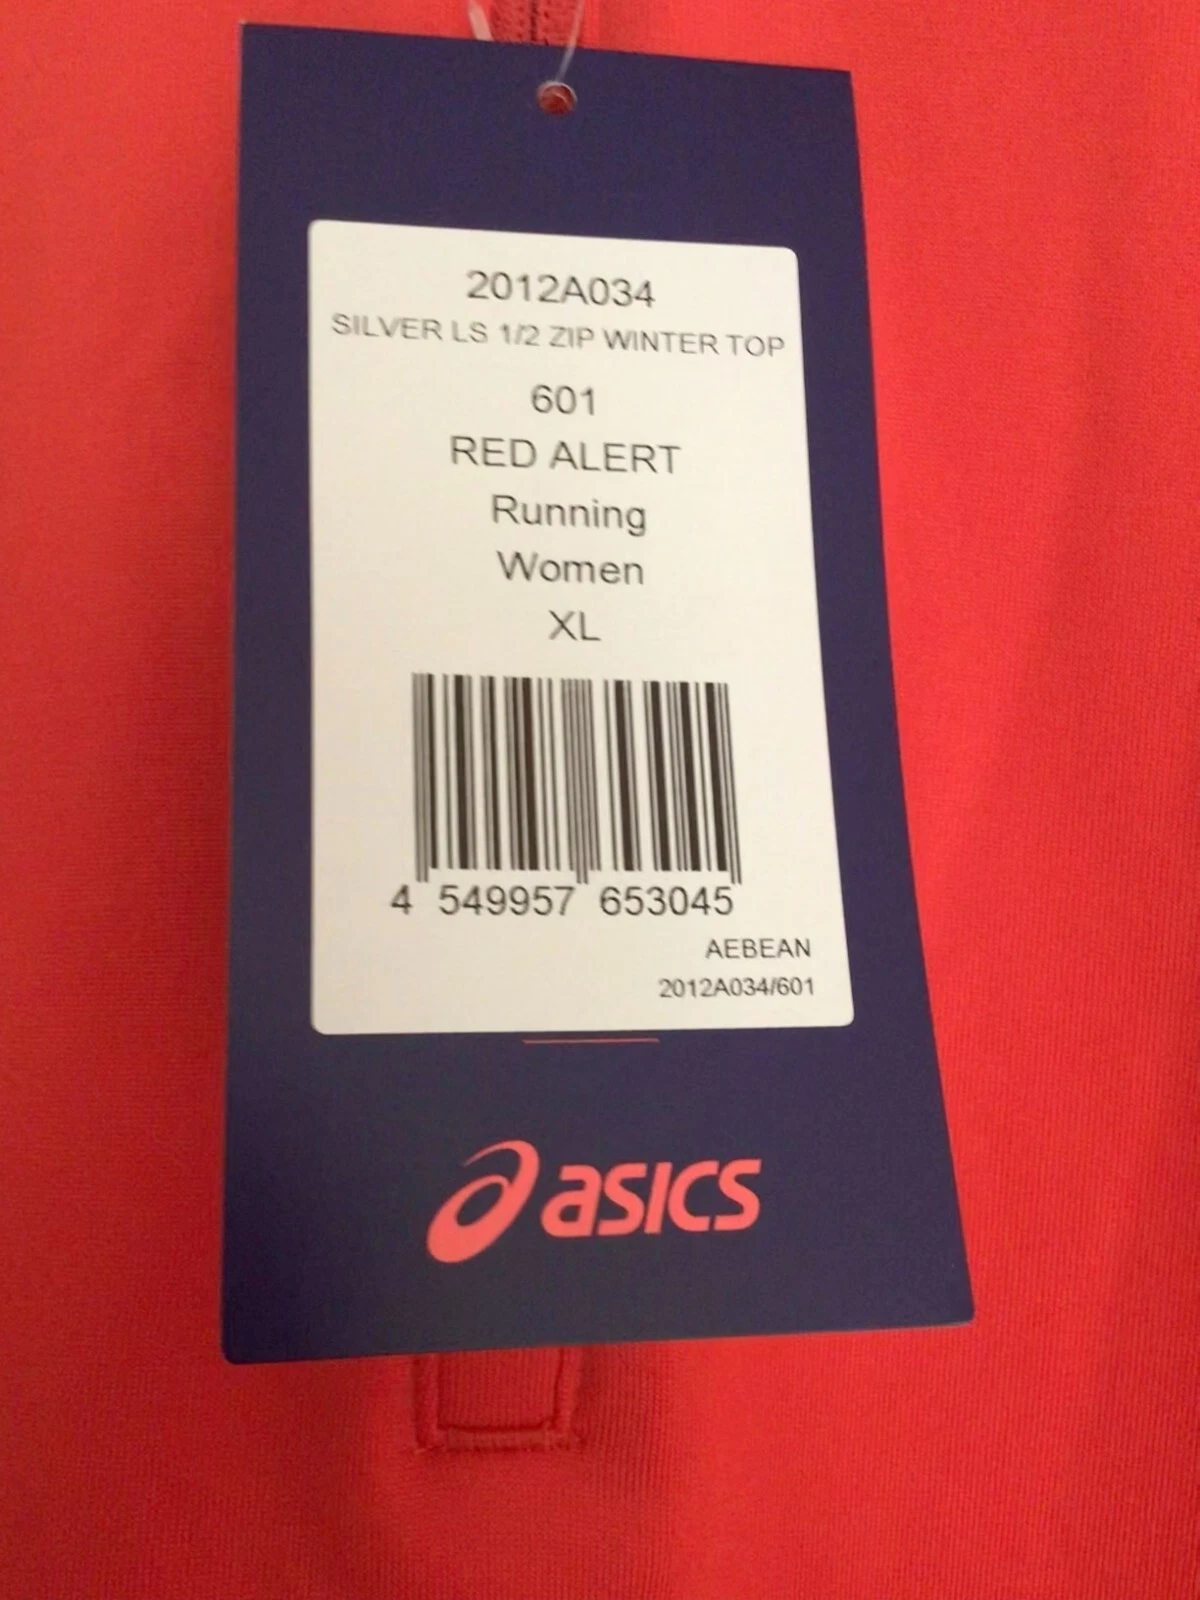 2012A034
SILVER LS 1/2 ZIP WINTER TOP
601
RED ALERT
Running
Women
XL
4 549957 653045
AEBEAN
2012A034/601
asics